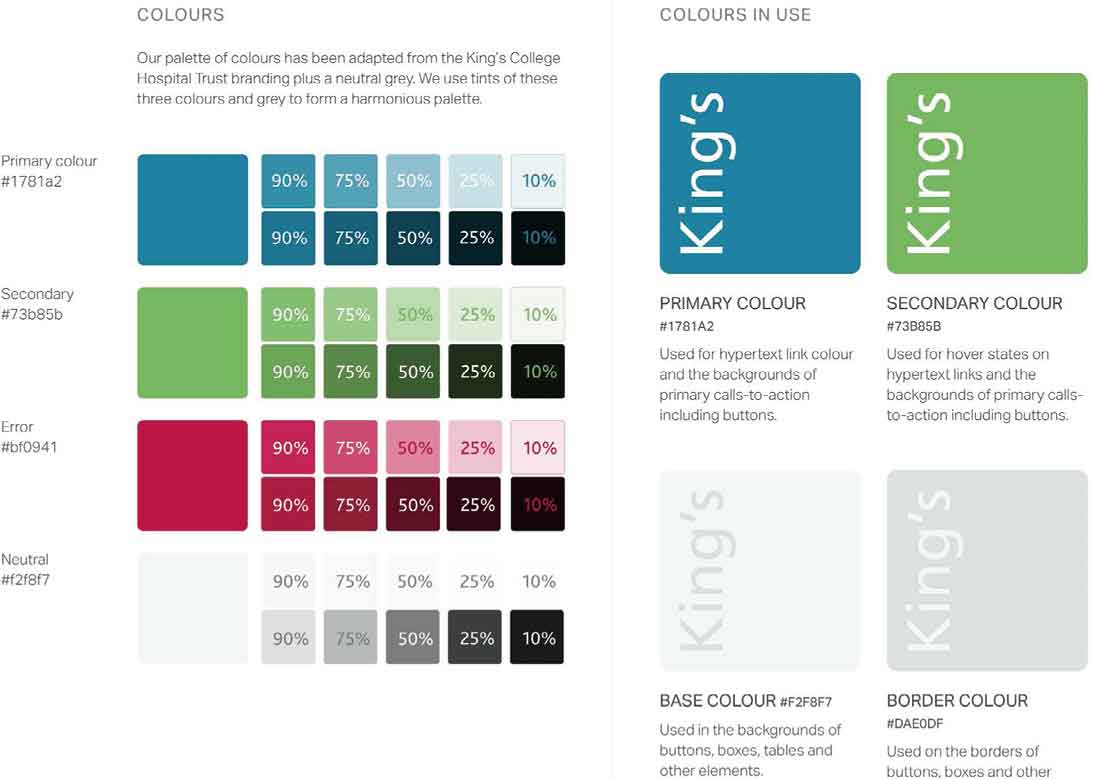 COLOURS
Our palette of colours has been adapted from the King's College
Hospital Trust branding plus a neutral grey. We use tints of these
three colours and grey to form a harmonious palette.
Primary colour
#1781a2
90% 75% 50% 25% 10%
90% 75% 50% 25% 10%
Secondary
#73b85b
90% 75% 50% 25% 10%
90% 75% 50% 25% 10%
Error
#bf0941
90% 75% 50% 25% 10%
90% 75% 50% 25% 10%
Neutral
#f2f8f7
90% 75% 50% 25% 10%
90% 75% 50% 25% 10%
COLOURS IN USE
King's
PRIMARY COLOUR
#1781A2
Used for hypertext link colour
and the backgrounds of
primary calls-to-action
including buttons.
King's
SECONDARY COLOUR
#73B85B
Used for hover states on
hypertext links and the
backgrounds of primary calls-
to-action including buttons.
King's
BASE COLOUR #F2F8F7
Used in the backgrounds of
buttons, boxes, tables and
other elements.
King's
BORDER COLOUR
#DAE0DF
Used on the borders of
buttons, boxes and other